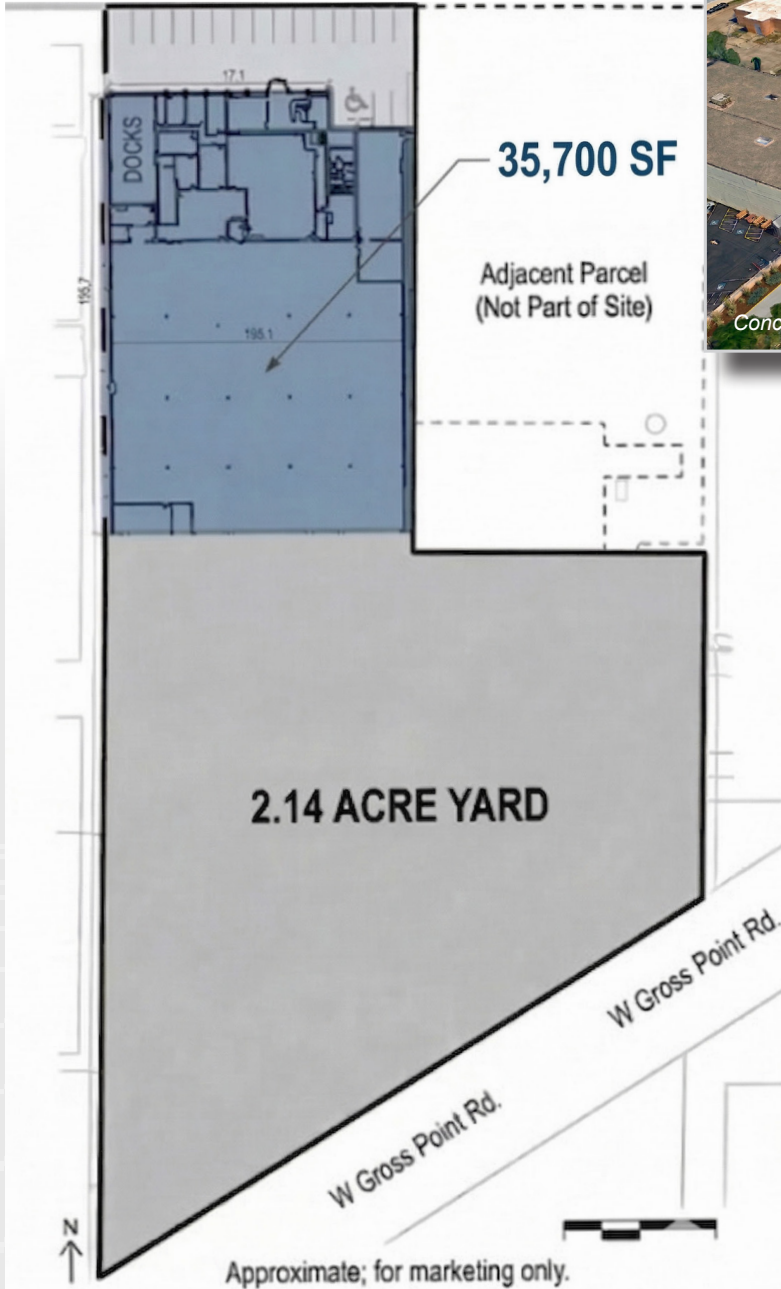 17.1
DOCKS
35,700 SF
Adjacent Parcel
(Not Part of Site)
Conc
195.1
2.14 ACRE YARD
W Gross Point Rd.
W Gross Point Rd.
N
Approximate; for marketing only.